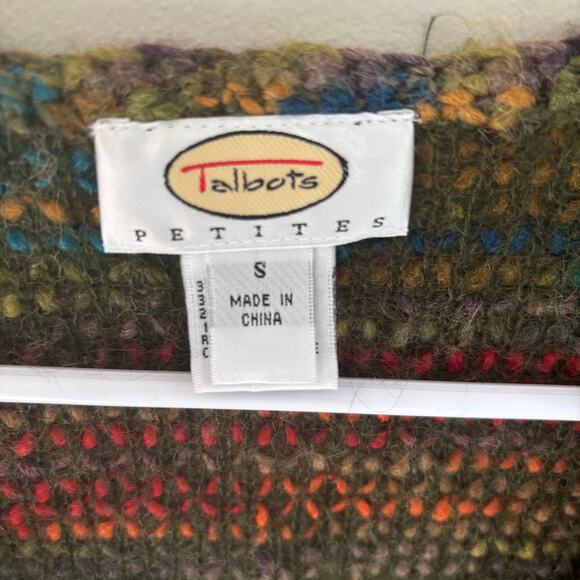 Talbots
PETITES
S
MADE IN
CHINA